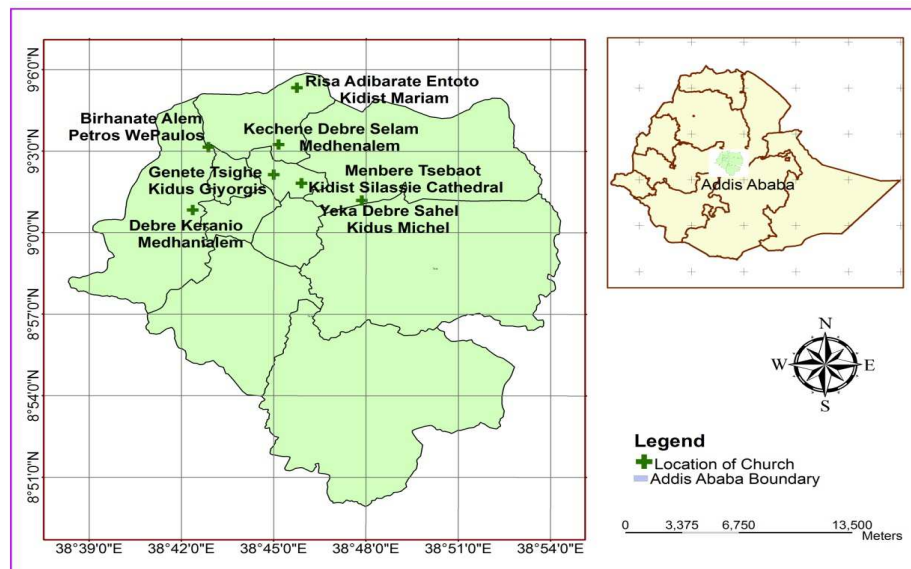 Risa Adibarate Entoto
Kidist Mariam
Birhanate Alem
Petros WePaulos
Kechene Debre Selam
Medhenalem
Genete Tsighe
Kidus Giyorgis
Menbere Tsebaot
Kidist Silassie Cathedral
Yeka Debre Sahel
Kidus Michel
Debre Keranio
Medhanialem
9°6'0"N
9°3'0"N
9°0'0"N
8°57'0"N
8°54'0"N
8°51'0"N
38°39'0"E
38°42'0"E
38°45'0"E
38°48'0"E
38°51'0"E
38°54'0"E
Addis Ababa
N
W
E
S
Legend
Location of Church
Addis Ababa Boundary
0
3,375
6,750
13,500
Meters